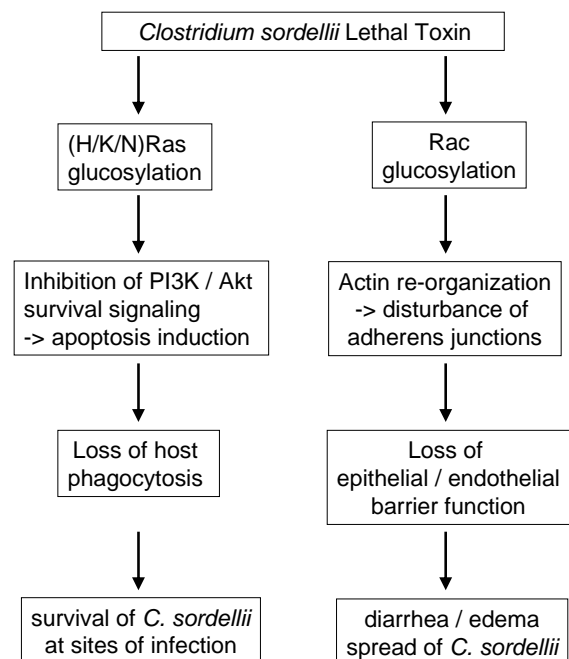 Clostridium sordellii Lethal Toxin
(H/K/N)Ras
glucosylation
Rac
glucosylation
Inhibition of PI3K / Akt
survival signaling
-> apoptosis induction
Actin re-organization
-> disturbance of
adherens junctions
Loss of host
phagocytosis
Loss of
epithelial / endothelial
barrier function
survival of C. sordellii
at sites of infection
diarrhea / edema
spread of C. sordellii